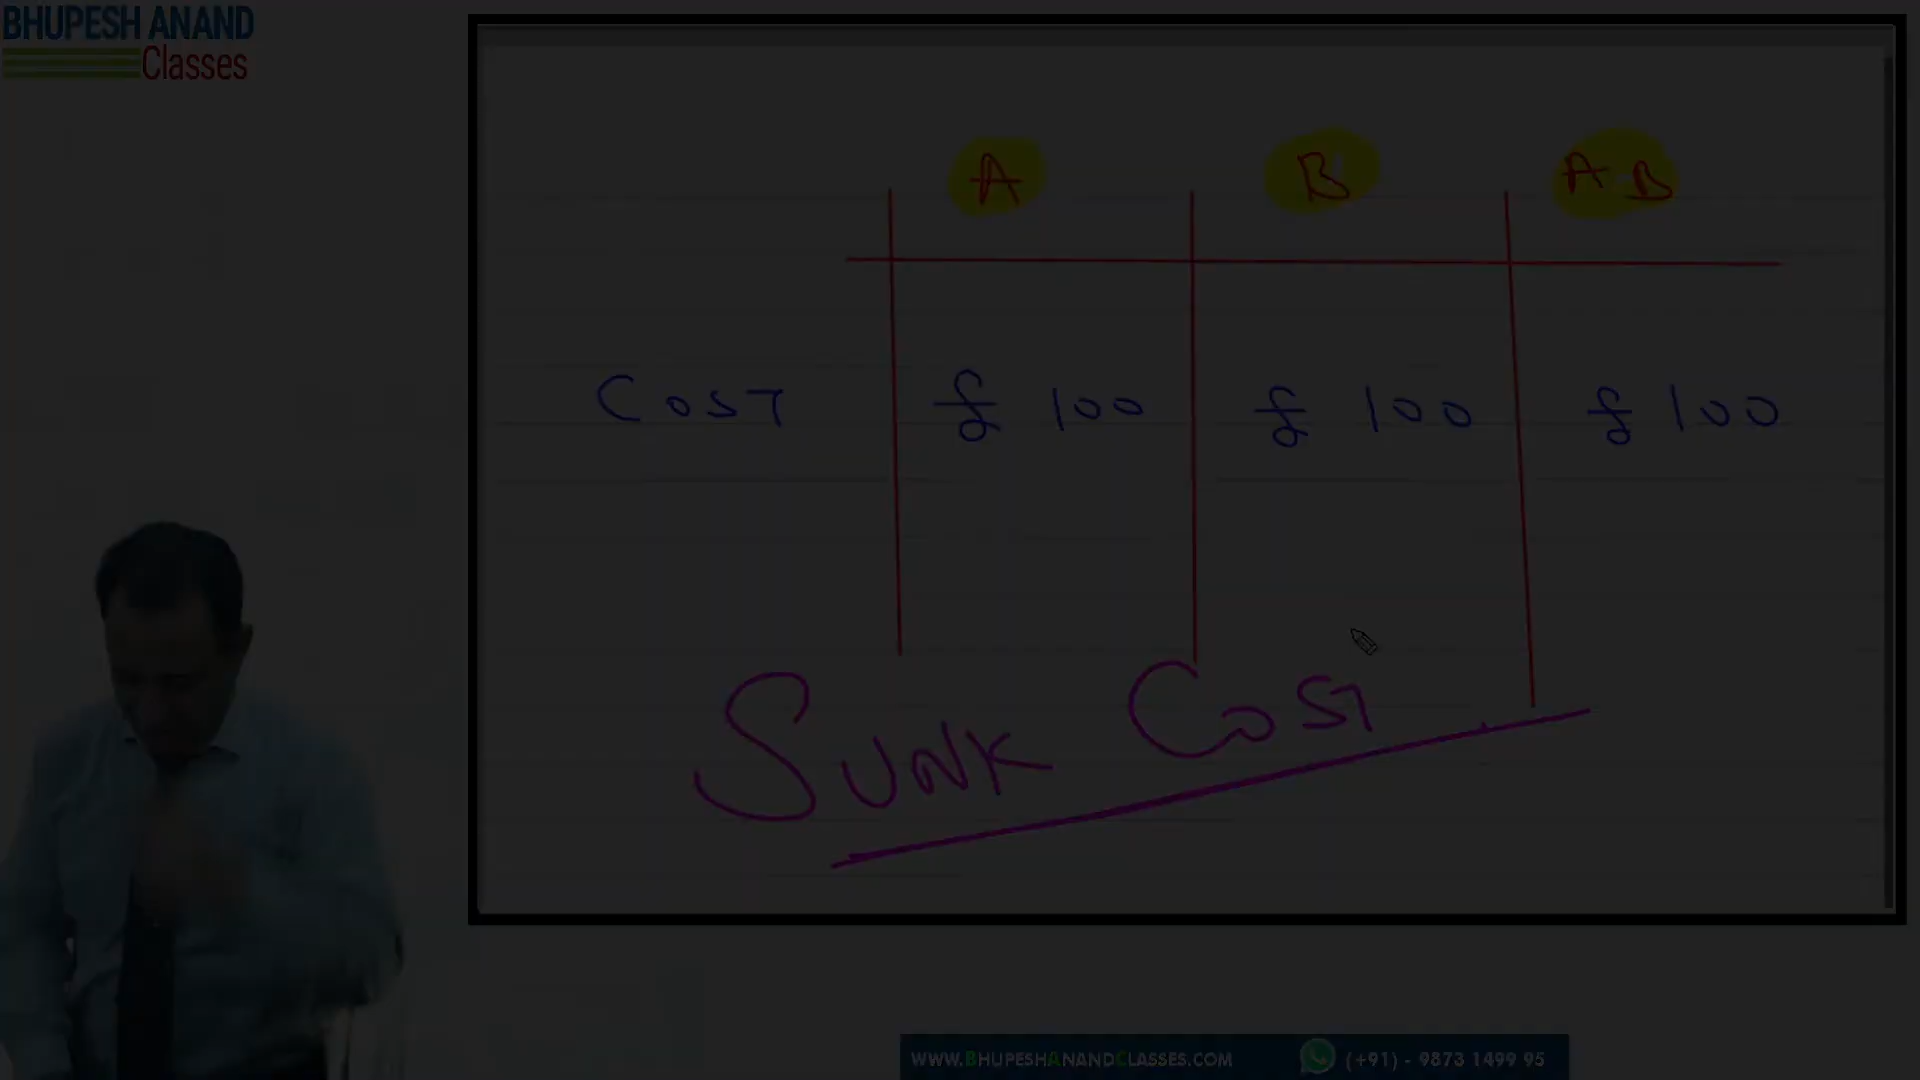 BHUPESH ANAND
Classes
A B A-B
COST £ 100 £ 100 £ 100
SUNK COST
WWW.BHUPESHANANDCLASSES.COM (+91) - 9873 1499 95